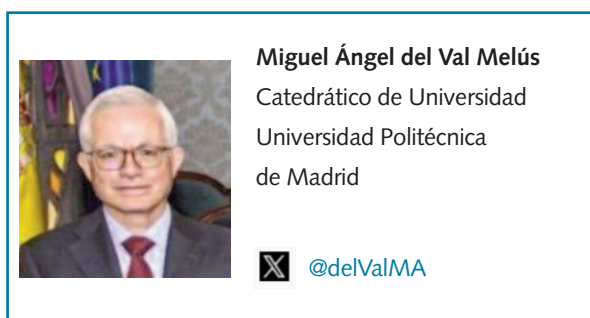 Miguel Ángel del Val Melús
Catedrático de Universidad
Universidad Politécnica
de Madrid
@delValMA